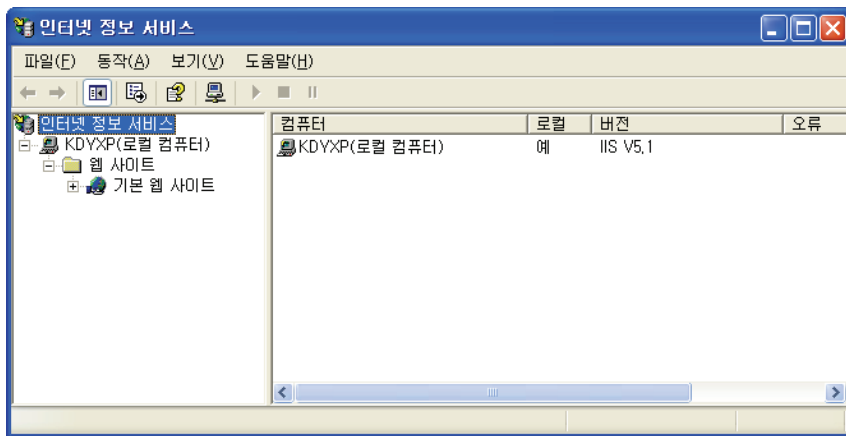 인터넷 정보 서비스
파일(F) 동작(A) 보기(V) 도움말(H)
인터넷 정보 서비스
KDYXP(로컬 컴퓨터)
웹 사이트
기본 웹 사이트
컴퓨터 로컬 버전 오류
KDYXP(로컬 컴퓨터) 예 IIS V5.1